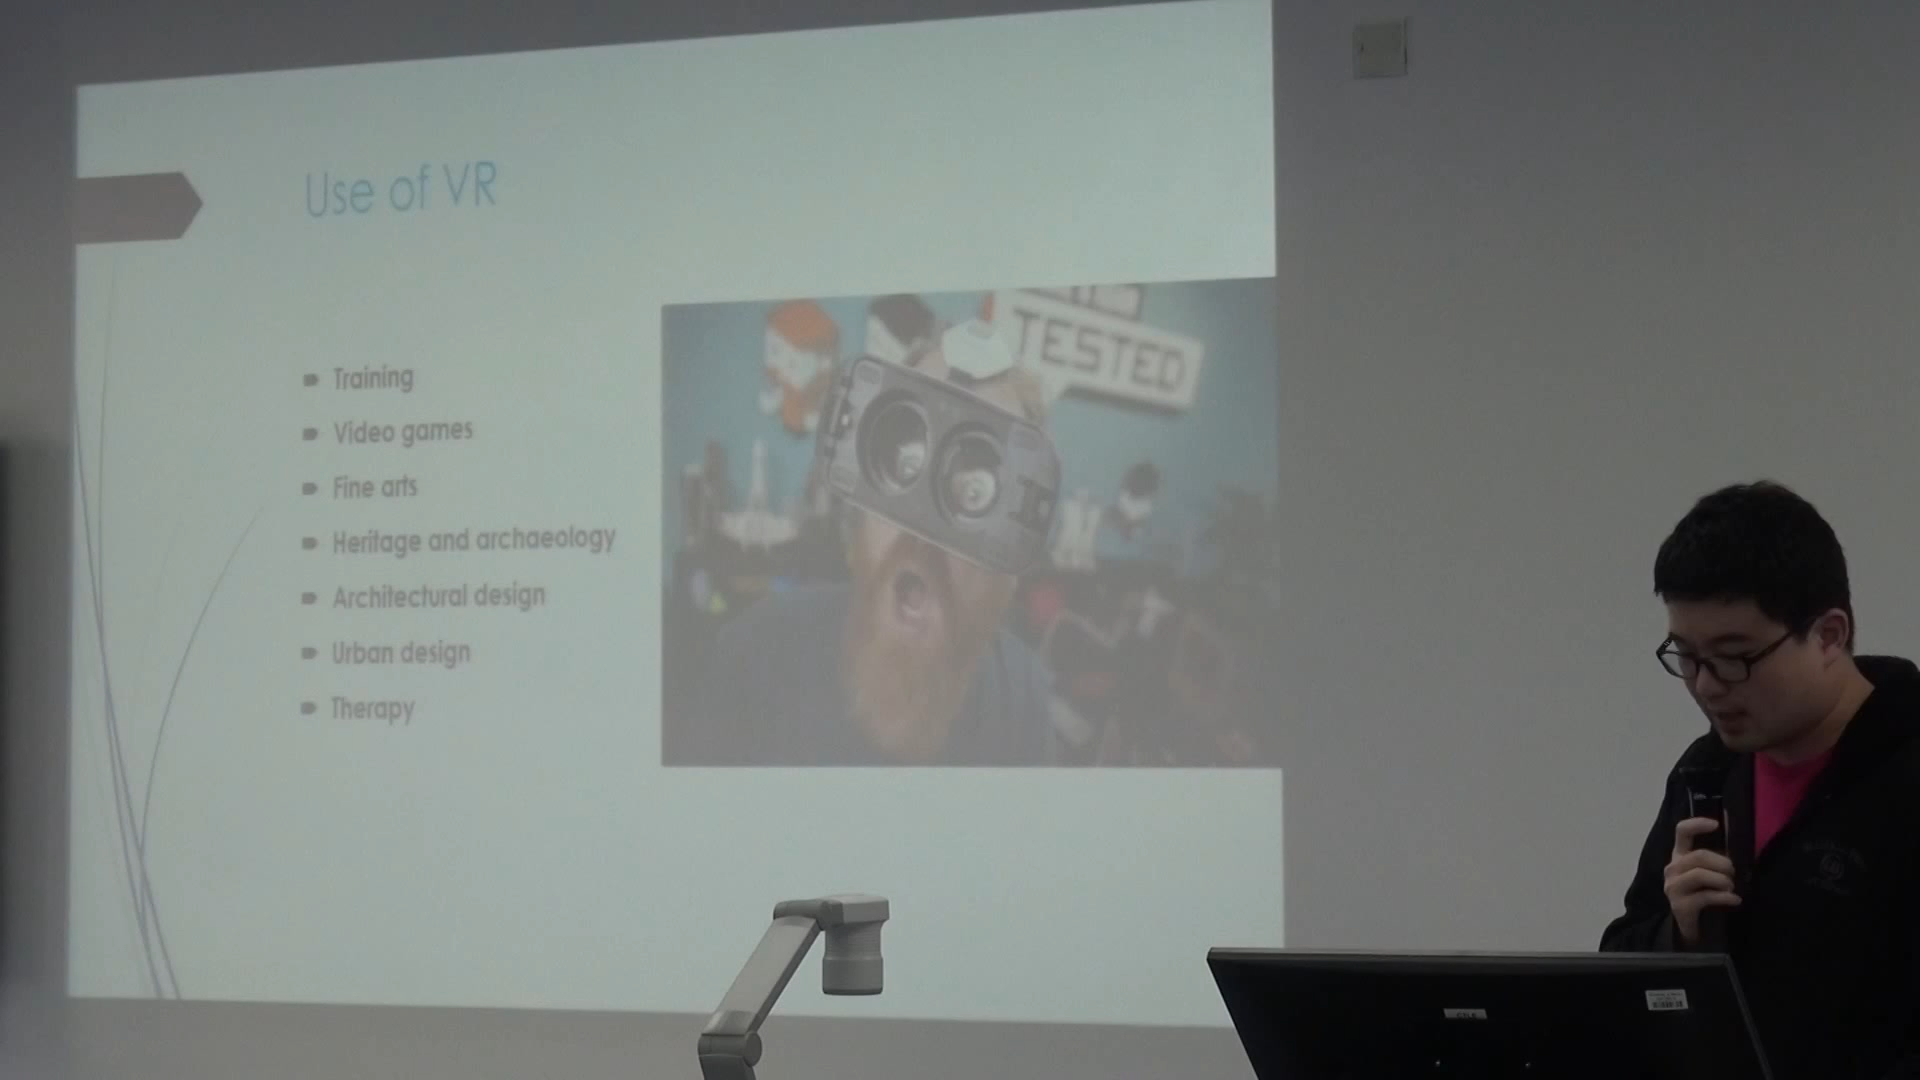 Use of VR
Training
Video games
Fine arts
Heritage and archaeology
Architectural design
Urban design
Therapy
TESTED